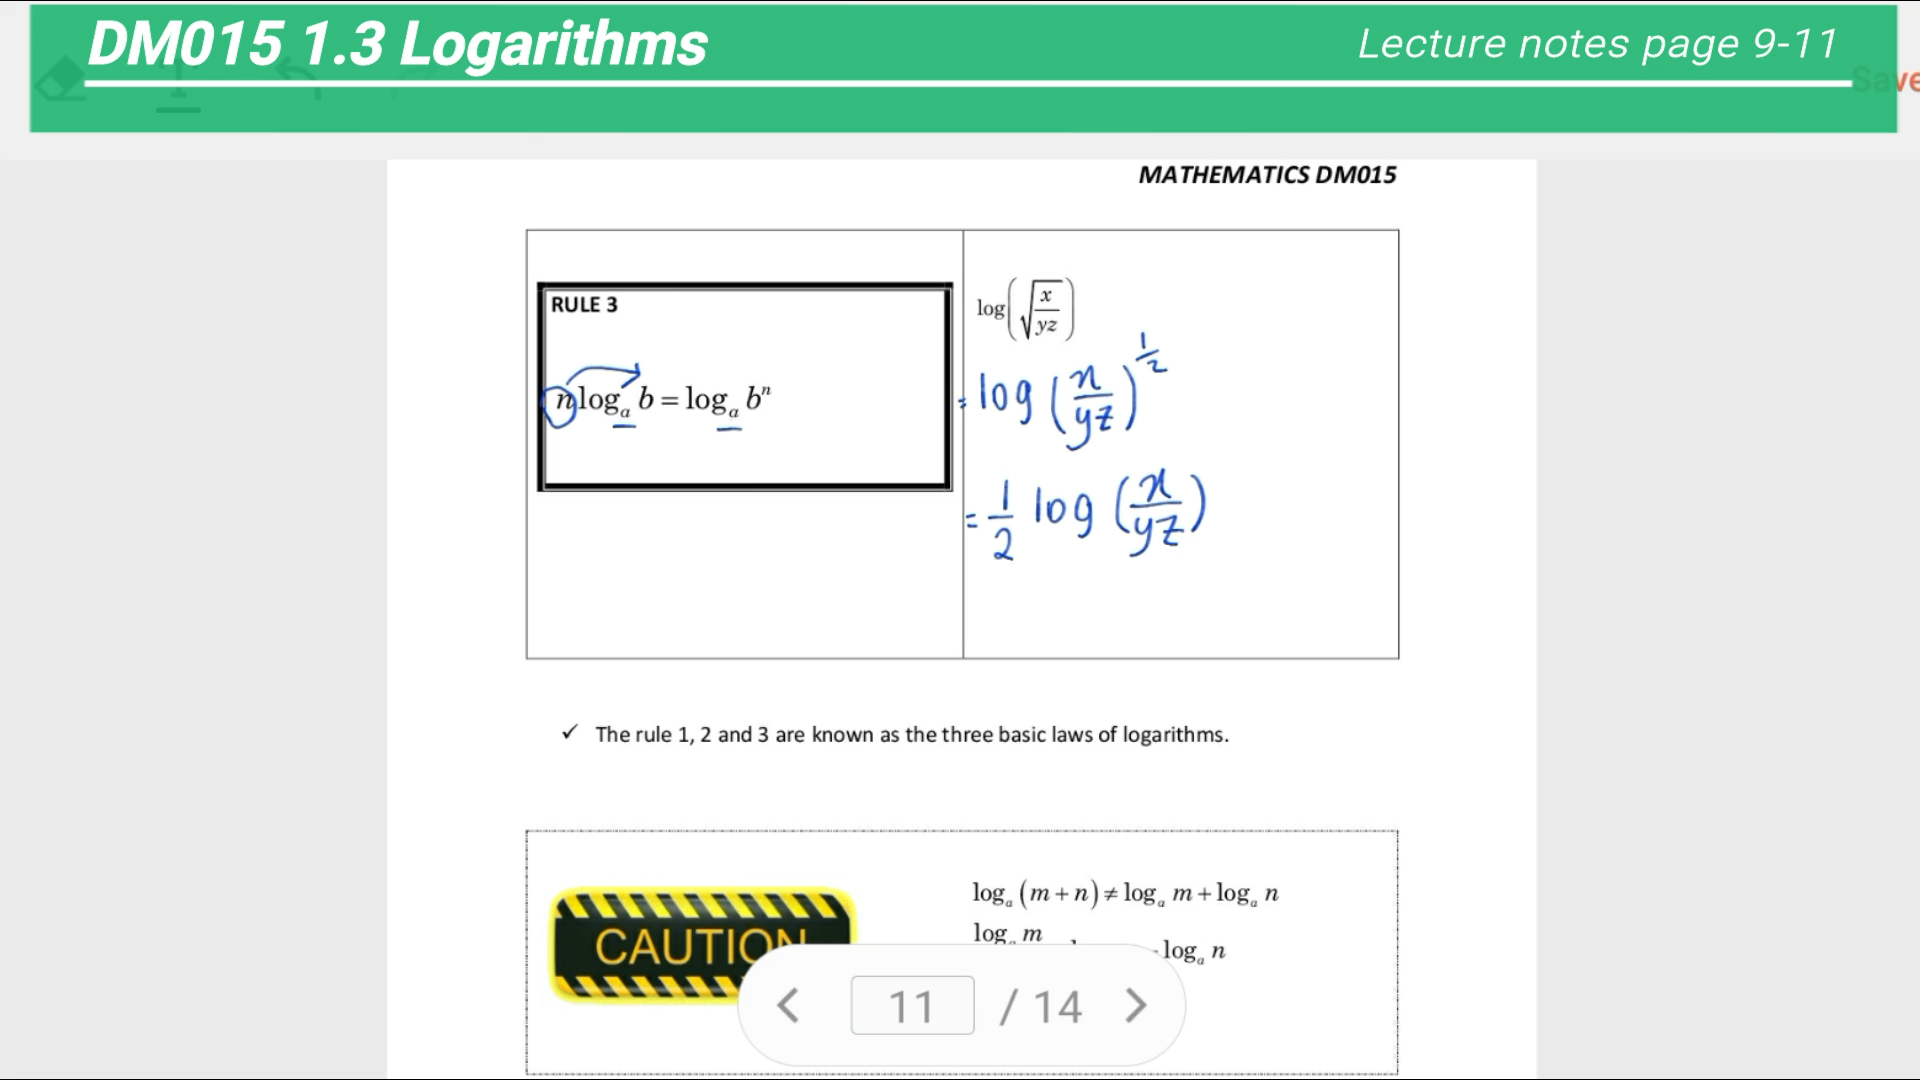 DM015 1.3 Logarithms
Lecture notes page 9-11
Save
MATHEMATICS DM015
RULE 3
n log_a b = log_a b^n
log(√(x/yz))
= log (x/yz)^(1/2)
= 1/2 log (x/yz)
✓ The rule 1, 2 and 3 are known as the three basic laws of logarithms.
CAUTION
log_a (m + n) ≠ log_a m + log_a n
log_a m
- log_a n
11 / 14